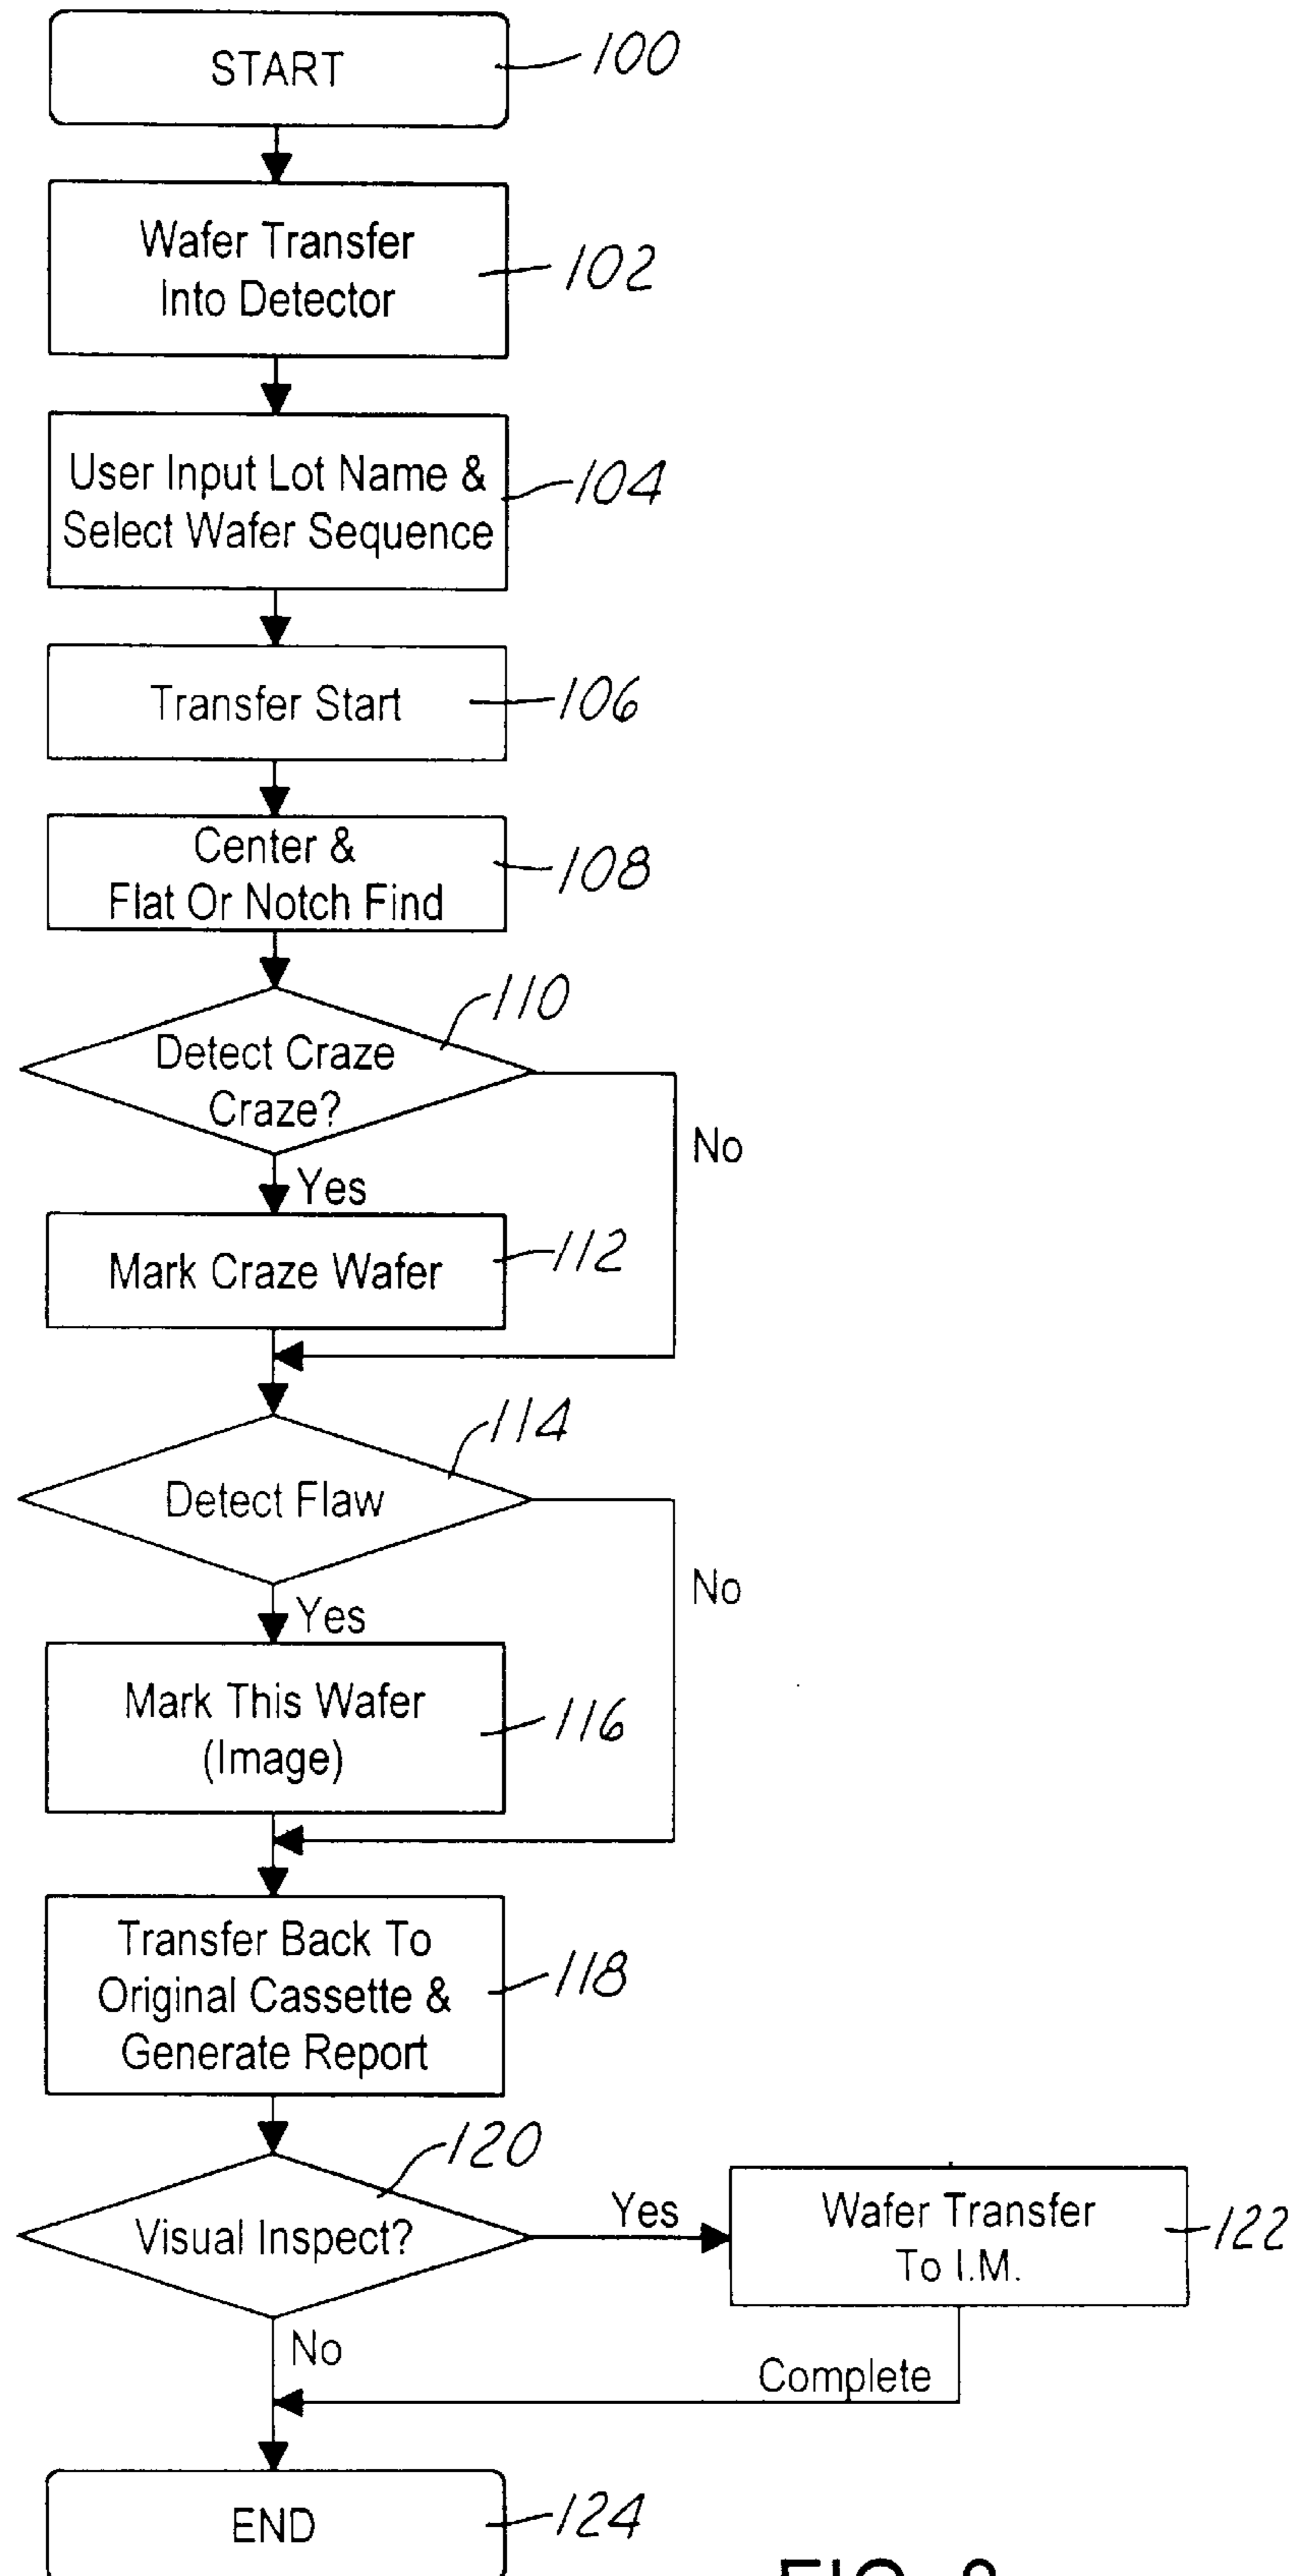 START
100
Wafer Transfer
Into Detector
102
User Input Lot Name &
Select Wafer Sequence
104
Transfer Start
106
Center &
Flat Or Notch Find
108
110
Detect Craze
Craze?
No
Yes
Mark Craze Wafer
112
114
Detect Flaw
No
Yes
Mark This Wafer
(Image)
116
Transfer Back To
Original Cassette &
Generate Report
118
120
Visual Inspect?
Yes
Wafer Transfer
To I.M.
122
No
Complete
END
124
FIG.